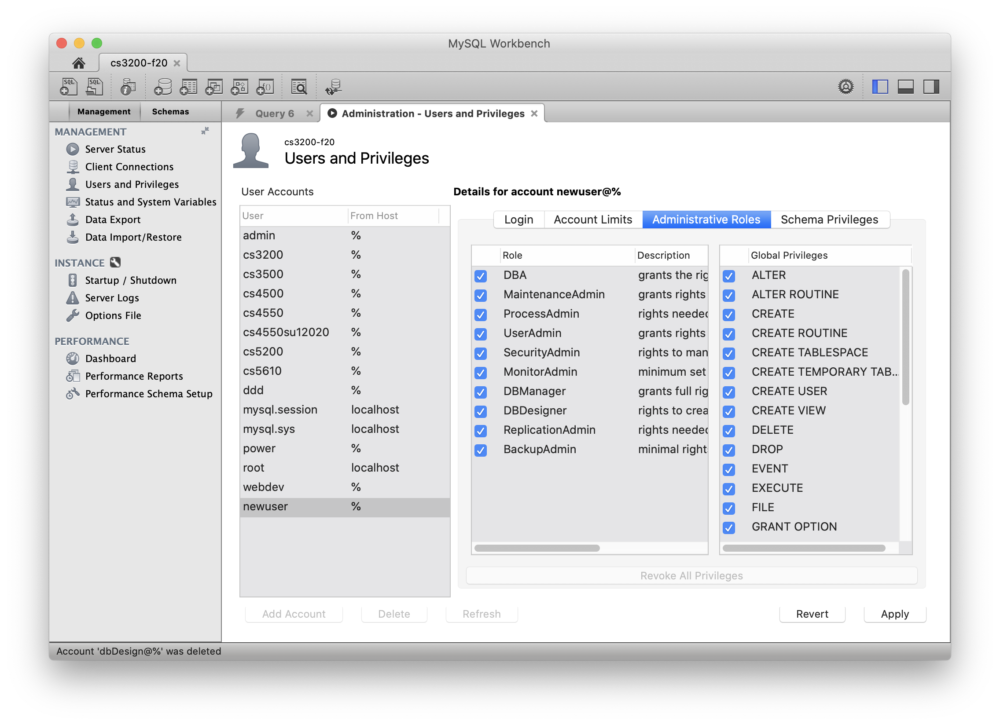 MySQL Workbench
cs3200-f20
SQL SQL f()
Management Schemas
Query 6 Administration - Users and Privileges
MANAGEMENT
Server Status
Client Connections
Users and Privileges
Status and System Variables
Data Export
Data Import/Restore
INSTANCE
Startup / Shutdown
Server Logs
Options File
PERFORMANCE
Dashboard
Performance Reports
Performance Schema Setup
cs3200-f20
Users and Privileges
User Accounts
User From Host
admin %
cs3200 %
cs3500 %
cs4500 %
cs4550 %
cs4550su12020 %
cs5200 %
cs5610 %
ddd %
mysql.session localhost
mysql.sys localhost
power %
root localhost
webdev %
newuser %
Add Account Delete Refresh
Details for account newuser@%
Login Account Limits Administrative Roles Schema Privileges
Role Description
DBA grants the rig
MaintenanceAdmin grants rights
ProcessAdmin rights needed
UserAdmin grants rights
SecurityAdmin rights to man
MonitorAdmin minimum set
DBManager grants full rig
DBDesigner rights to crea
ReplicationAdmin rights needed
BackupAdmin minimal right
Global Privileges
ALTER
ALTER ROUTINE
CREATE
CREATE ROUTINE
CREATE TABLESPACE
CREATE TEMPORARY TAB...
CREATE USER
CREATE VIEW
DELETE
DROP
EVENT
EXECUTE
FILE
GRANT OPTION
Revoke All Privileges
Revert Apply
Account 'dbDesign@%' was deleted